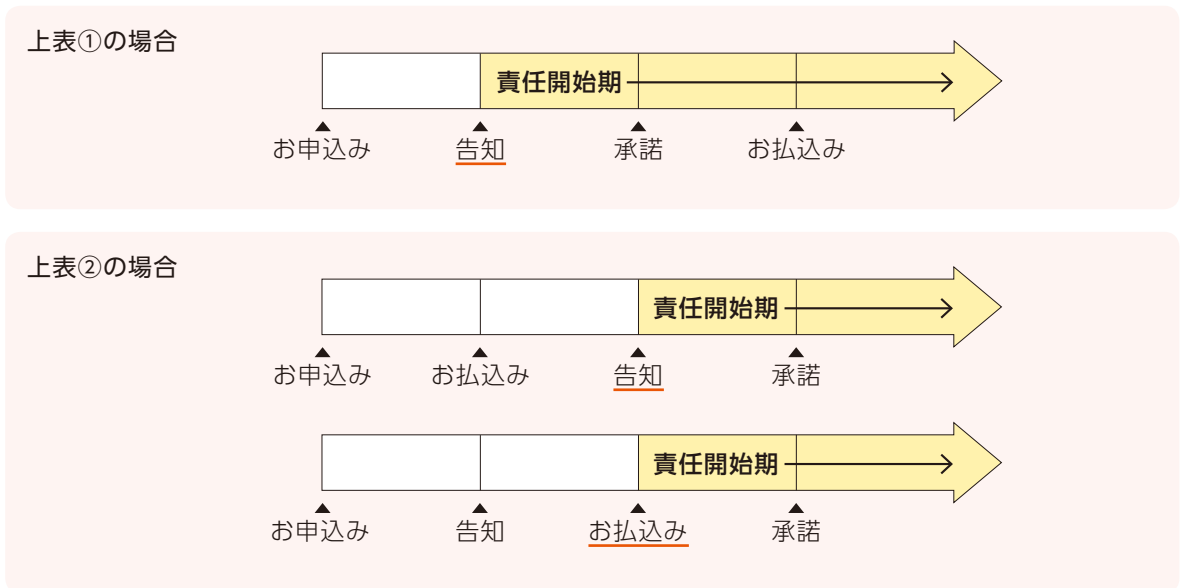 上表①の場合
責任開始期
お申込み 告知 承諾 お払込み
上表②の場合
責任開始期
お申込み お払込み 告知 承諾
責任開始期
お申込み 告知 お払込み 承諾